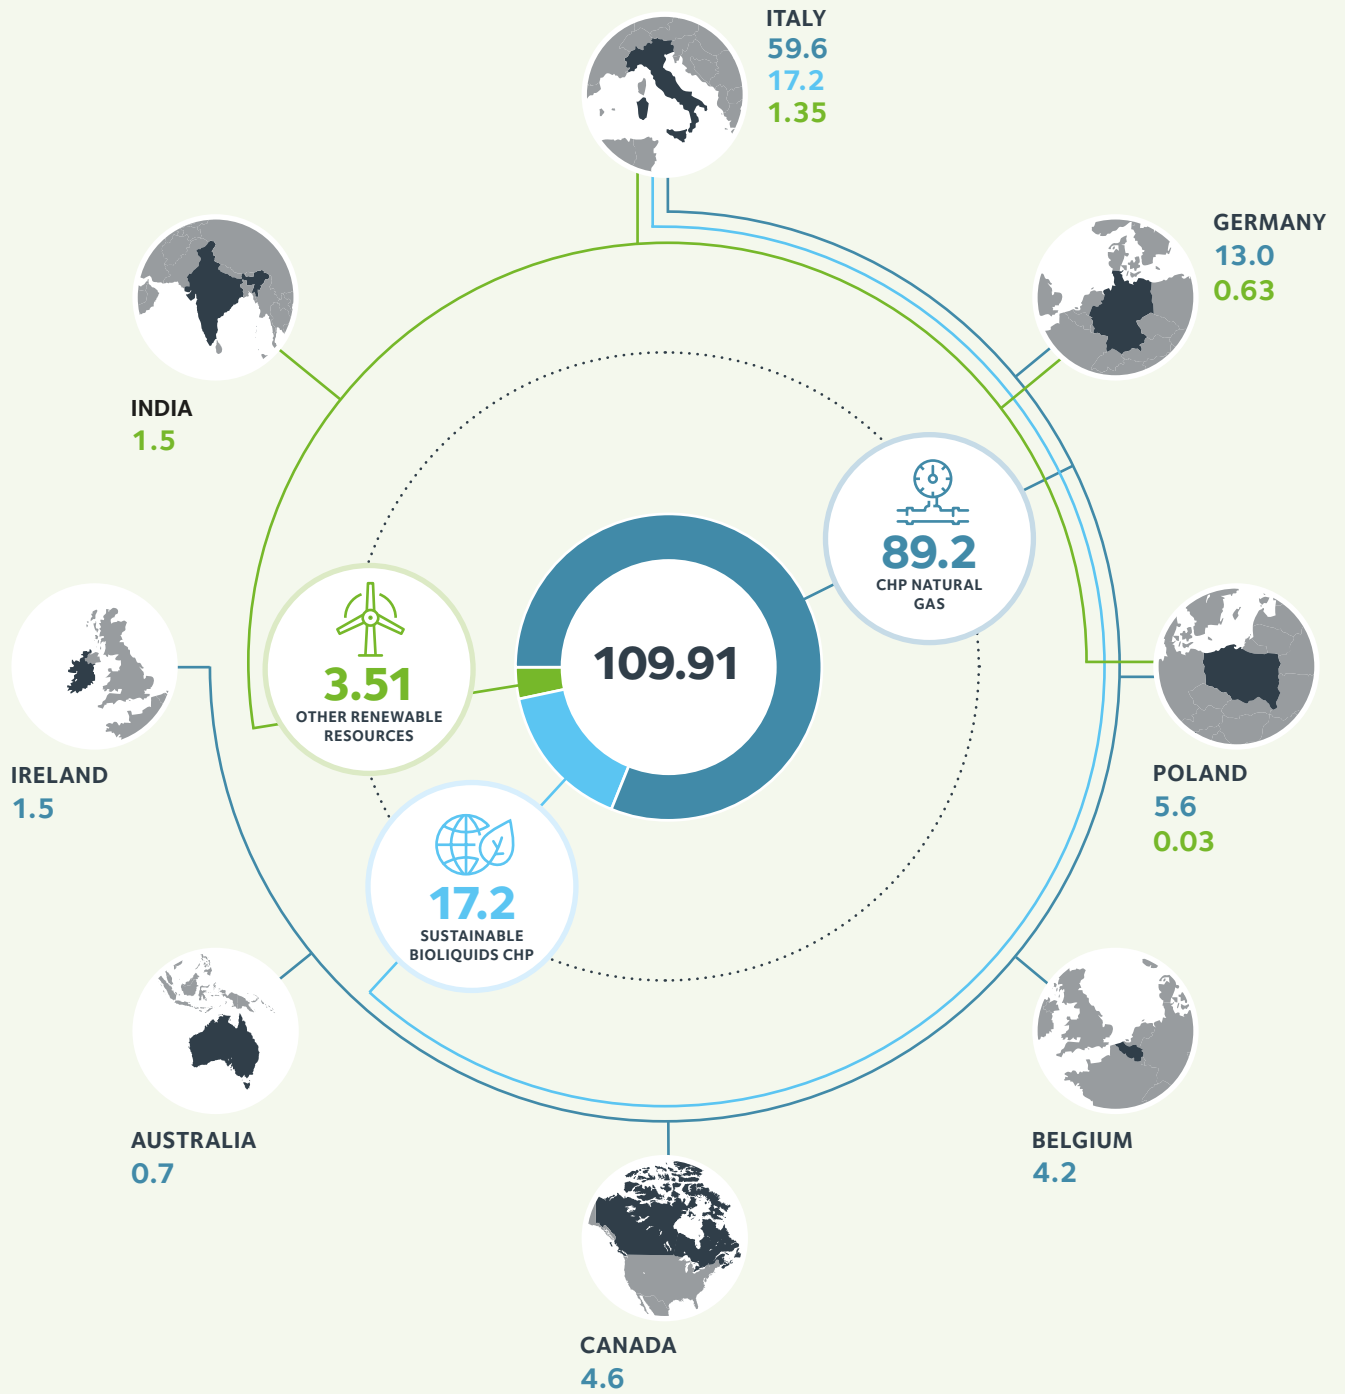 ITALY
59.6
17.2
1.35
GERMANY
13.0
0.63
INDIA
1.5
89.2
CHP NATURAL
GAS
109.91
3.51
OTHER RENEWABLE
RESOURCES
IRELAND
1.5
POLAND
5.6
0.03
17.2
SUSTAINABLE
BIOLIQUIDS CHP
AUSTRALIA
0.7
BELGIUM
4.2
CANADA
4.6